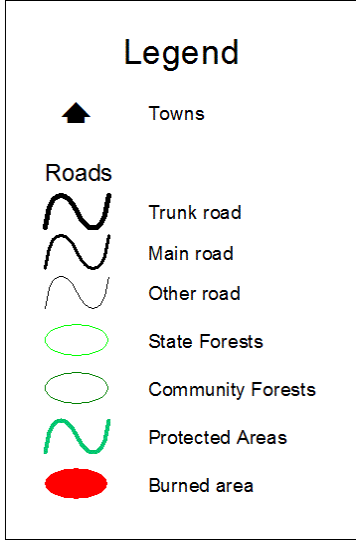 Legend
Towns
Roads
Trunk road
Main road
Other road
State Forests
Community Forests
Protected Areas
Burned area